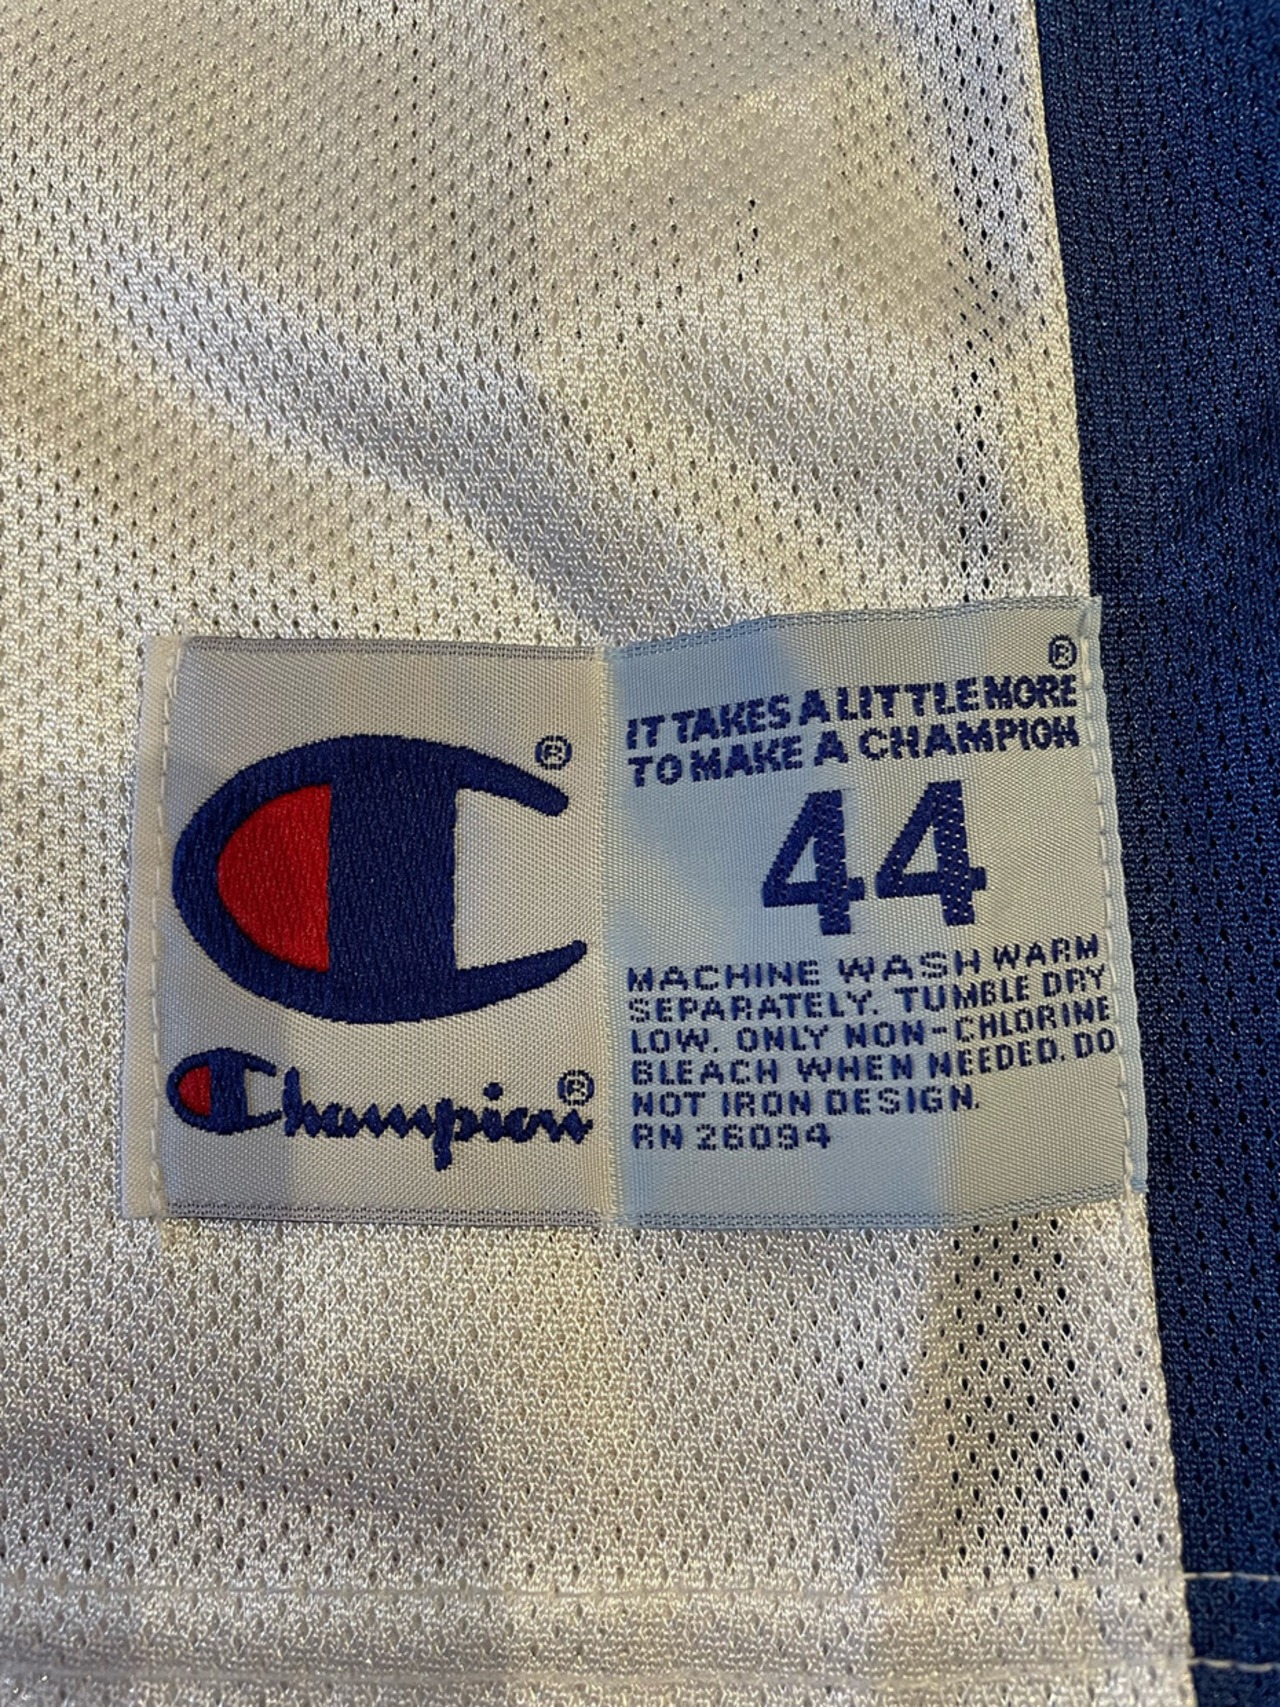 ®
Champion®
®
IT TAKES A LITTLE MORE
TO MAKE A CHAMPION
44
MACHINE WASH WARM
SEPARATELY. TUMBLE DRY
LOW. ONLY NON-CHLORINE
BLEACH WHEN NEEDED. DO
NOT IRON DESIGN.
RN 26094